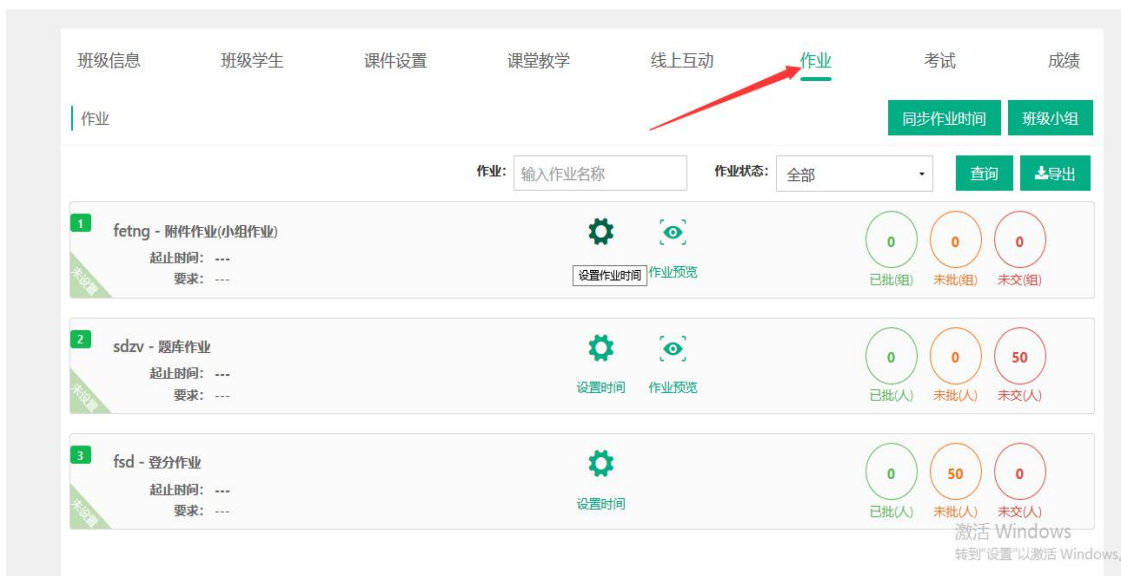 班级信息 班级学生 课件设置 课堂教学 线上互动 作业 考试 成绩
作业 同步作业时间 班级小组
作业： 输入作业名称 作业状态： 全部 查询 导出
1 fetng - 附件作业(小组作业)
起止时间： ---
要求： ---
未设置
设置作业时间 作业预览
0 0 0
已批(组) 未批(组) 未交(组)
2 sdzv - 题库作业
起止时间： ---
要求： ---
未设置
设置时间 作业预览
0 0 50
已批(人) 未批(人) 未交(人)
3 fsd - 登分作业
起止时间： ---
要求： ---
未设置
设置时间
0 50 0
已批(人) 未批(人) 未交(人)
激活 Windows
转到"设置"以激活 Windows。